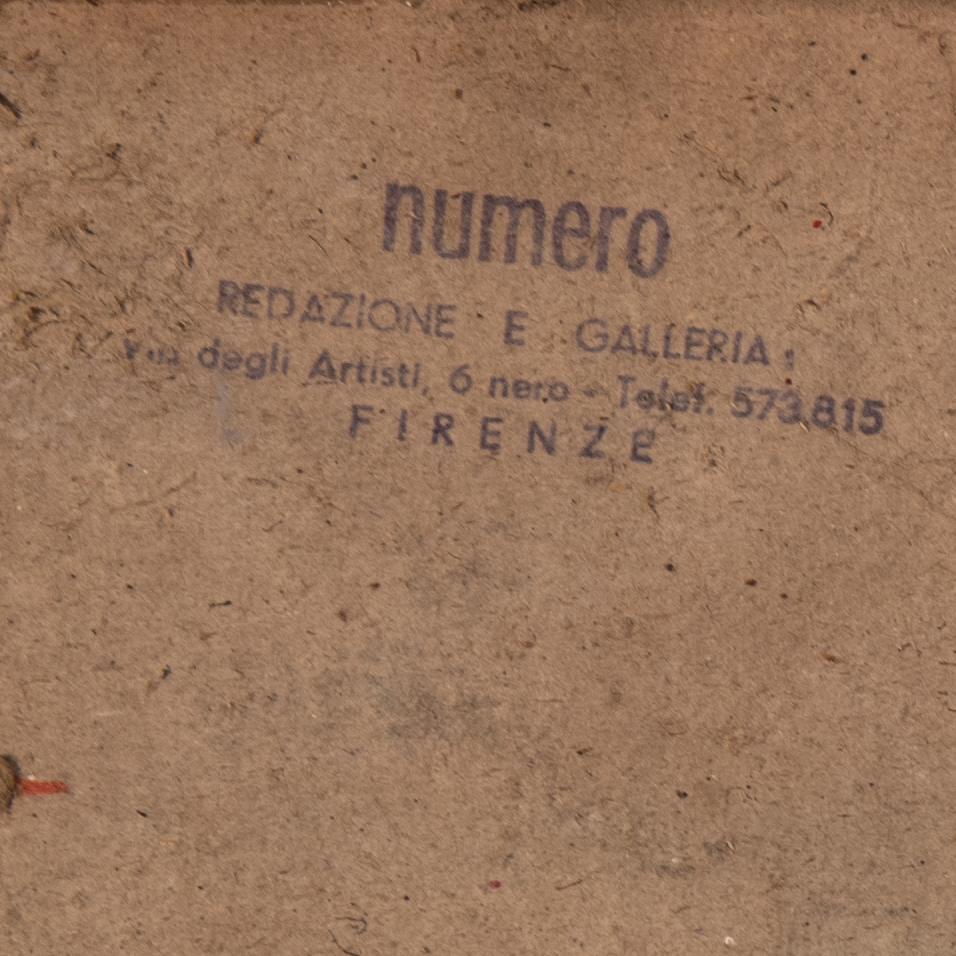 numero
REDAZIONE E GALLERIA:
Via degli Artisti, 6 nero - Telef. 573.815
FIRENZE